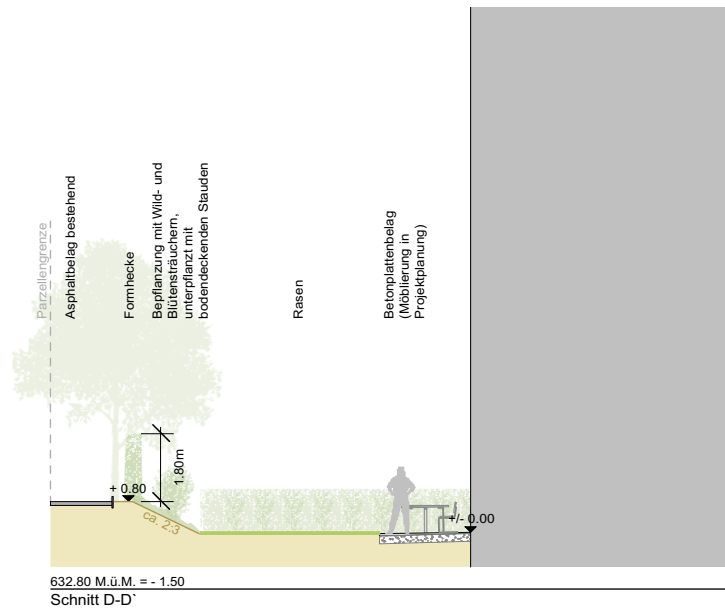 Parzellengrenze
Asphaltbelag bestehend
Formhecke
Bepflanzung mit Wild- und
Blütensträuchern,
unterpflanzt mit
bodendeckenden Stauden
Rasen
Betonplattenbelag
(Möblierung in
Projektplanung)
1.80m
+ 0.80
ca. 2:3
+/- 0.00
632.80 M.ü.M. = - 1.50
Schnitt D-D`